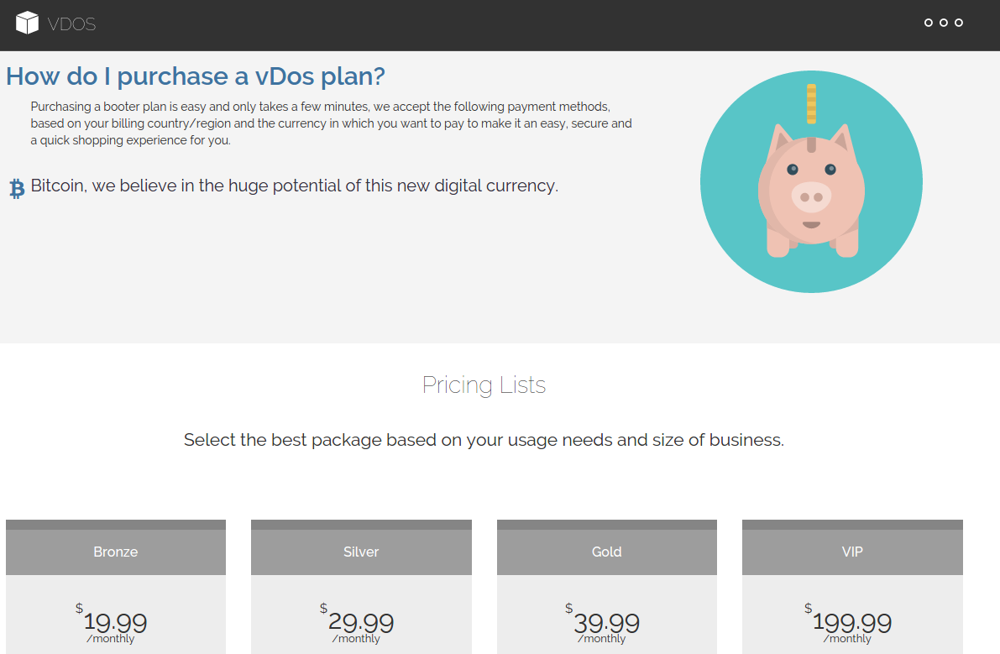 VDOS
How do I purchase a vDos plan?
Purchasing a booter plan is easy and only takes a few minutes, we accept the following payment methods,
based on your billing country/region and the currency in which you want to pay to make it an easy, secure and
a quick shopping experience for you.
Bitcoin, we believe in the huge potential of this new digital currency.
Pricing Lists
Select the best package based on your usage needs and size of business.
Bronze Silver Gold VIP
$19.99 $29.99 $39.99 $199.99
/monthly /monthly /monthly /monthly